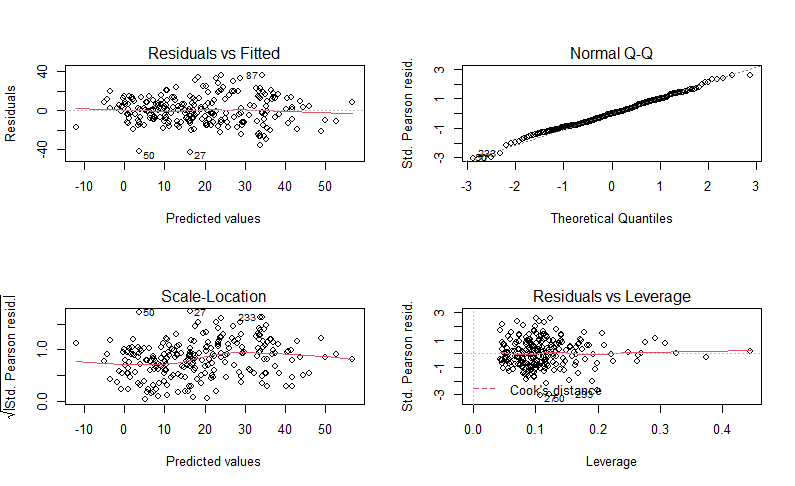 Residuals vs Fitted
Residuals
40
0
-40
87
50
27
-10 0 10 20 30 40 50
Predicted values
Normal Q-Q
Std. Pearson resid.
3
1
-1
-3
233
-3 -2 -1 0 1 2 3
Theoretical Quantiles
Scale-Location
√|Std. Pearson resid.|
1.0
0.0
50
27
233
-10 0 10 20 30 40 50
Predicted values
Residuals vs Leverage
Std. Pearson resid.
3
1
-1
-3
Cook's distance
0.0 0.1 0.2 0.3 0.4
Leverage